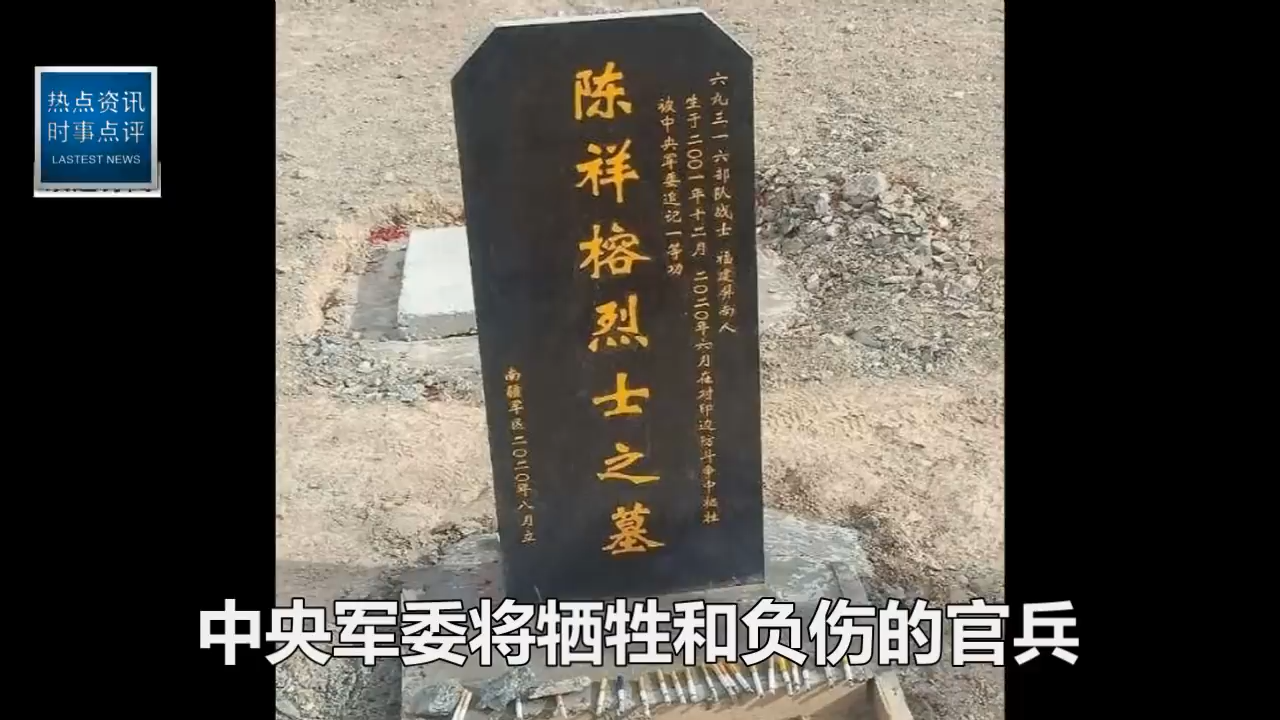 热点资讯
时事点评
LASTEST NEWS
六九三一六部队战士 福建屏南人
生于二〇〇一年十二月 二〇二〇年六月在对印边防斗争中牺牲
被中央军委追记一等功
陈祥榕烈士之墓
南疆军区二〇二〇年八月立
中央军委将牺牲和负伤的官兵